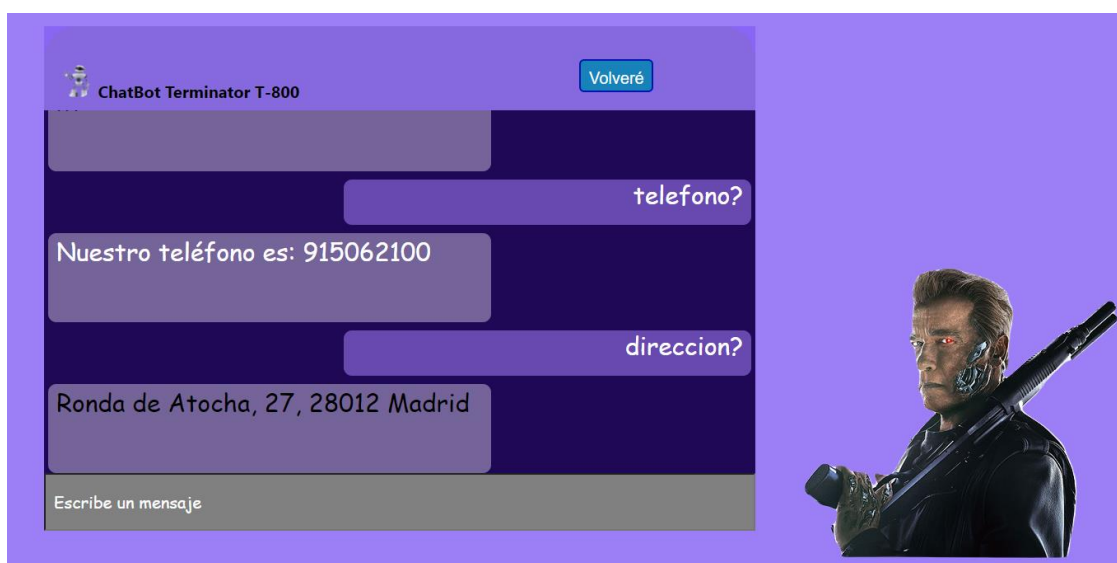 ChatBot Terminator T-800
Volveré
telefono?
Nuestro teléfono es: 915062100
direccion?
Ronda de Atocha, 27, 28012 Madrid
Escribe un mensaje